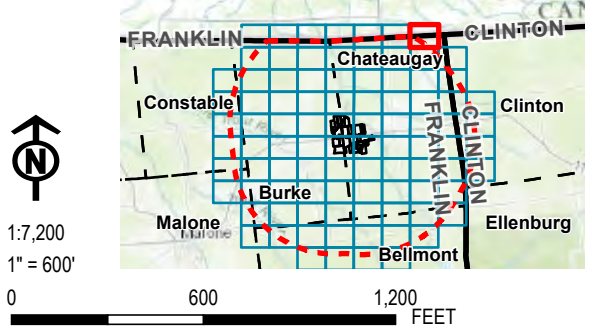 CAN
FRANKLIN
CLINTON
Chateaugay
Constable
Clinton
FRANKLIN
CLINTON
Burke
Malone
Malone
Ellenburg
Bellmont
N
1:7,200
1" = 600'
0 600 1,200
FEET